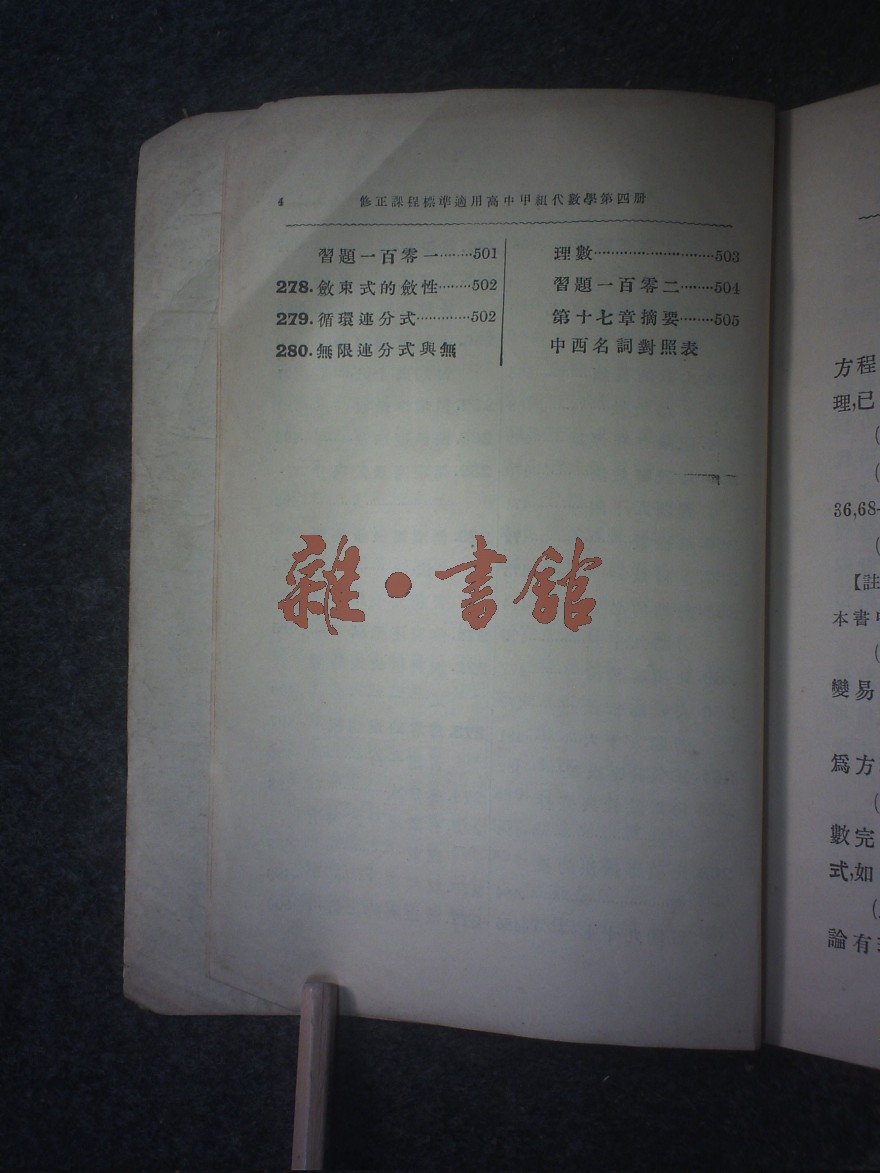 4 修正課程標準適用高中甲組代數學第四册
習題一百零一········501
278.斂束式的斂性········502
279.循環連分式·············502
280.無限連分式與無
理數···························503
習題一百零二········504
第十七章摘要········505
中西名詞對照表
雜·書舘
方程
理,已
(
(
36,68-
(
【註
本書中
(
變易
爲方
(
數完
式,如
(
論有